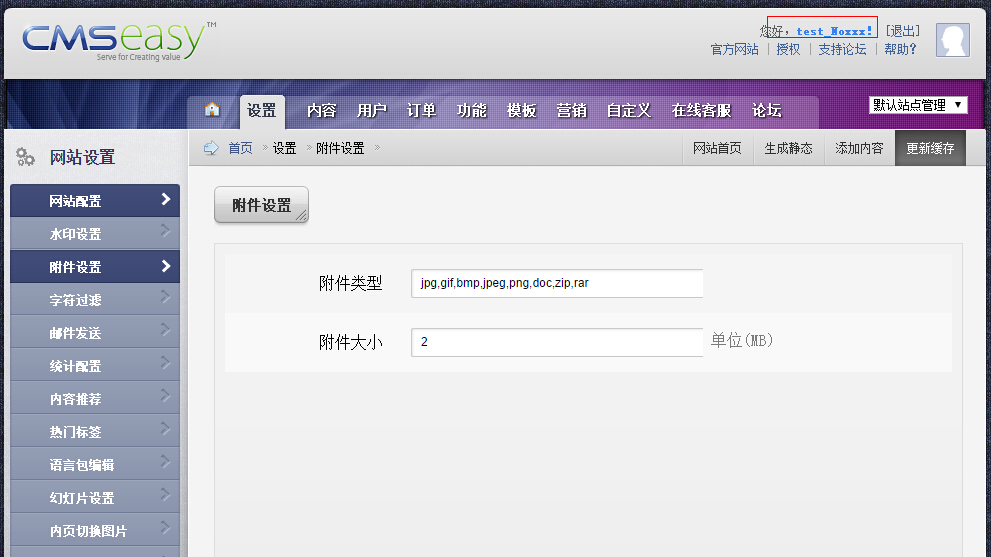 CMSeasy™
Serve for Creating value
您好，test_Noxxx! [退出]
官方网站 | 授权 | 支持论坛 | 帮助?
设置 内容 用户 订单 功能 模板 营销 自定义 在线客服 论坛
默认站点管理
网站设置
首页 设置 附件设置
网站首页 生成静态 添加内容 更新缓存
网站配置
水印设置
附件设置
字符过滤
邮件发送
统计配置
内容推荐
热门标签
语言包编辑
幻灯片设置
内页切换图片
附件设置
附件类型 jpg,gif,bmp,jpeg,png,doc,zip,rar
附件大小 2 单位(MB)